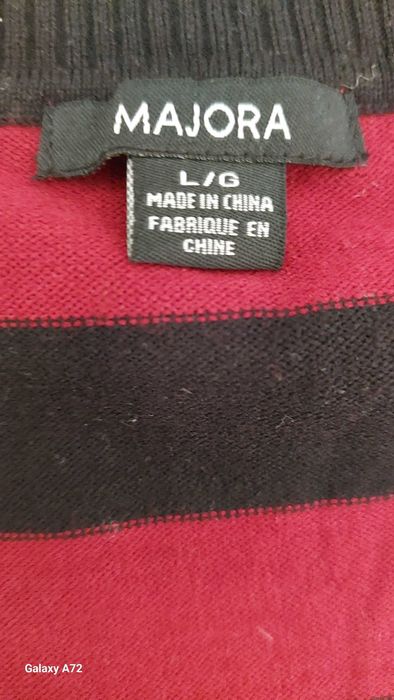 MAJORA
L/G
MADE IN CHINA
FABRIQUE EN
CHINE
Galaxy A72